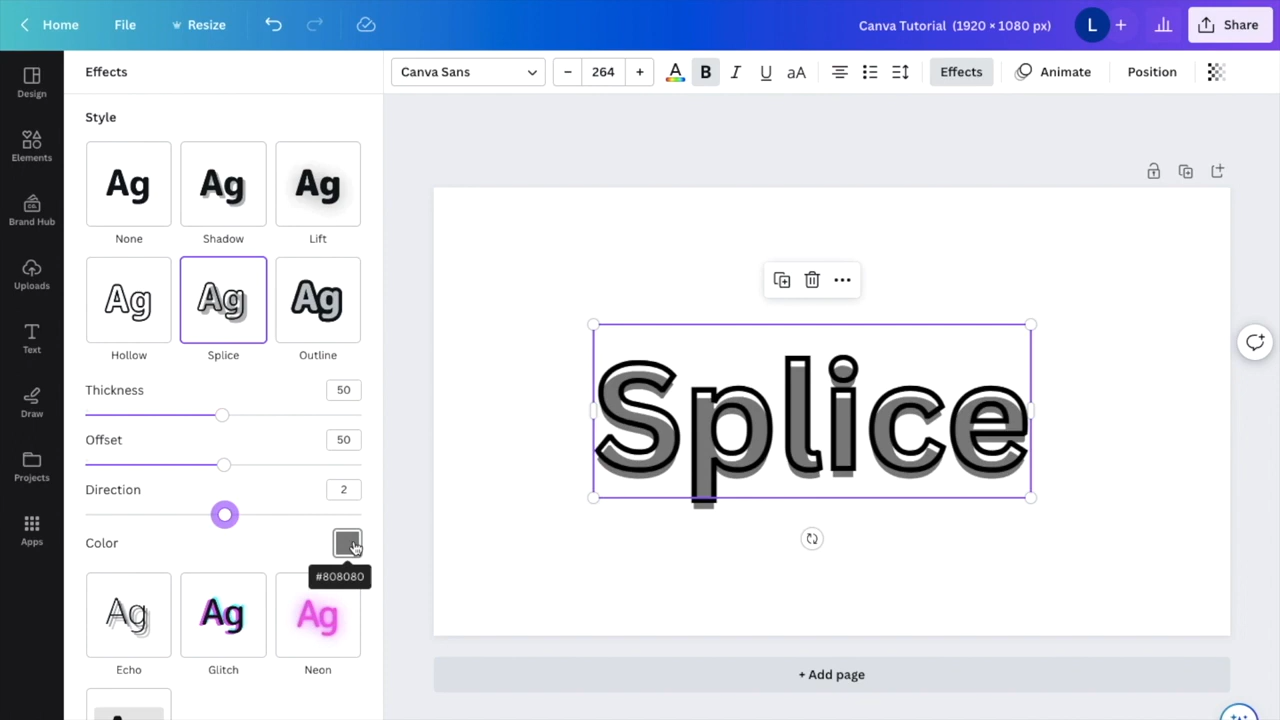 Home File Resize Canva Tutorial (1920 × 1080 px) L + Share
Design
Elements
Brand Hub
Uploads
Text
Draw
Projects
Apps
Effects
Style
Ag Ag Ag
None Shadow Lift
Ag Ag Ag
Hollow Splice Outline
Thickness 50
Offset 50
Direction 2
Color
#808080
Ag Ag Ag
Echo Glitch Neon
Canva Sans − 264 + A B I U aA Effects Animate Position
Splice
+ Add page